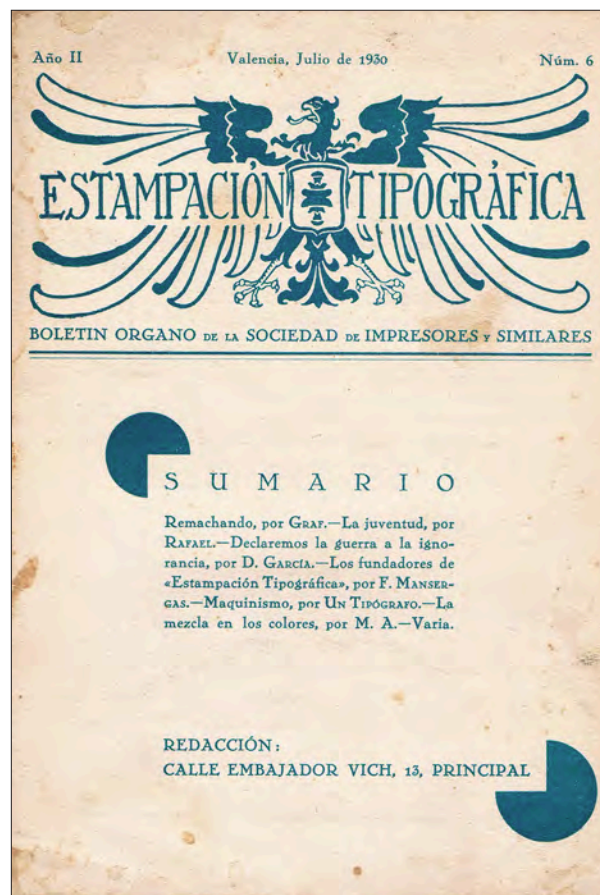 Año II Valencia, Julio de 1930 Núm. 6
ESTAMPACIÓN TIPOGRÁFICA
BOLETIN ORGANO DE LA SOCIEDAD DE IMPRESORES Y SIMILARES
SUMARIO
Remachando, por GRAF.—La juventud, por
RAFAEL.—Declaremos la guerra a la igno-
rancia, por D. GARCÍA.—Los fundadores de
«Estampación Tipográfica», por F. MANSER-
GAS.—Maquinismo, por UN TIPÓGRAFO.—La
mezcla en los colores, por M. A.—Varia.
REDACCIÓN:
CALLE EMBAJADOR VICH, 13, PRINCIPAL